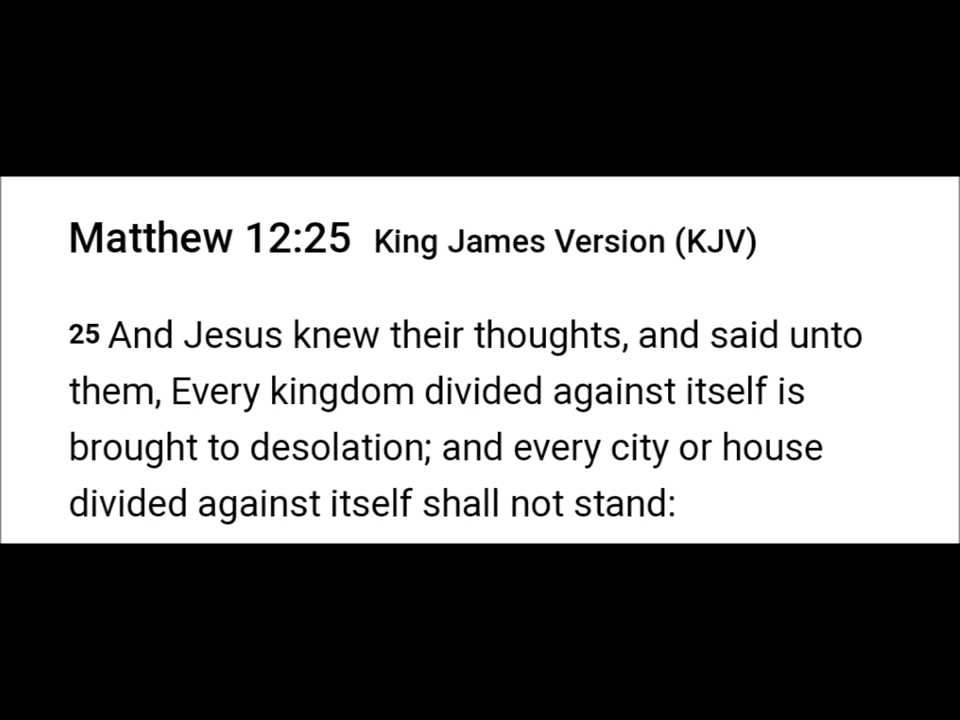 Matthew 12:25 King James Version (KJV)
25 And Jesus knew their thoughts, and said unto
them, Every kingdom divided against itself is
brought to desolation; and every city or house
divided against itself shall not stand: